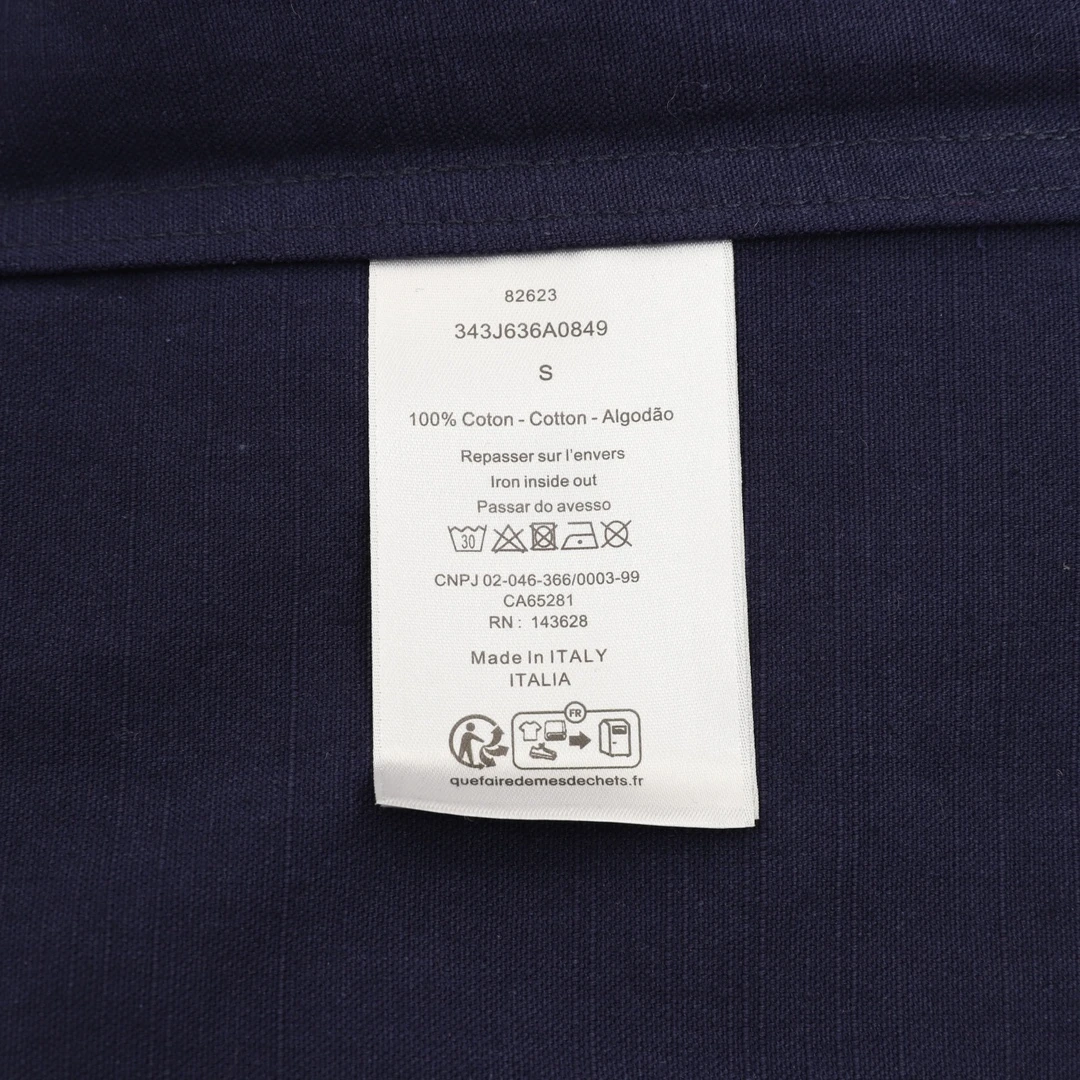 82623
343J636A0849
S
100% Coton - Cotton - Algodão
Repasser sur l'envers
Iron inside out
Passar do avesso
30
CNPJ 02-046-366/0003-99
CA65281
RN : 143628
Made In ITALY
ITALIA
FR
quefairedemesdechets.fr